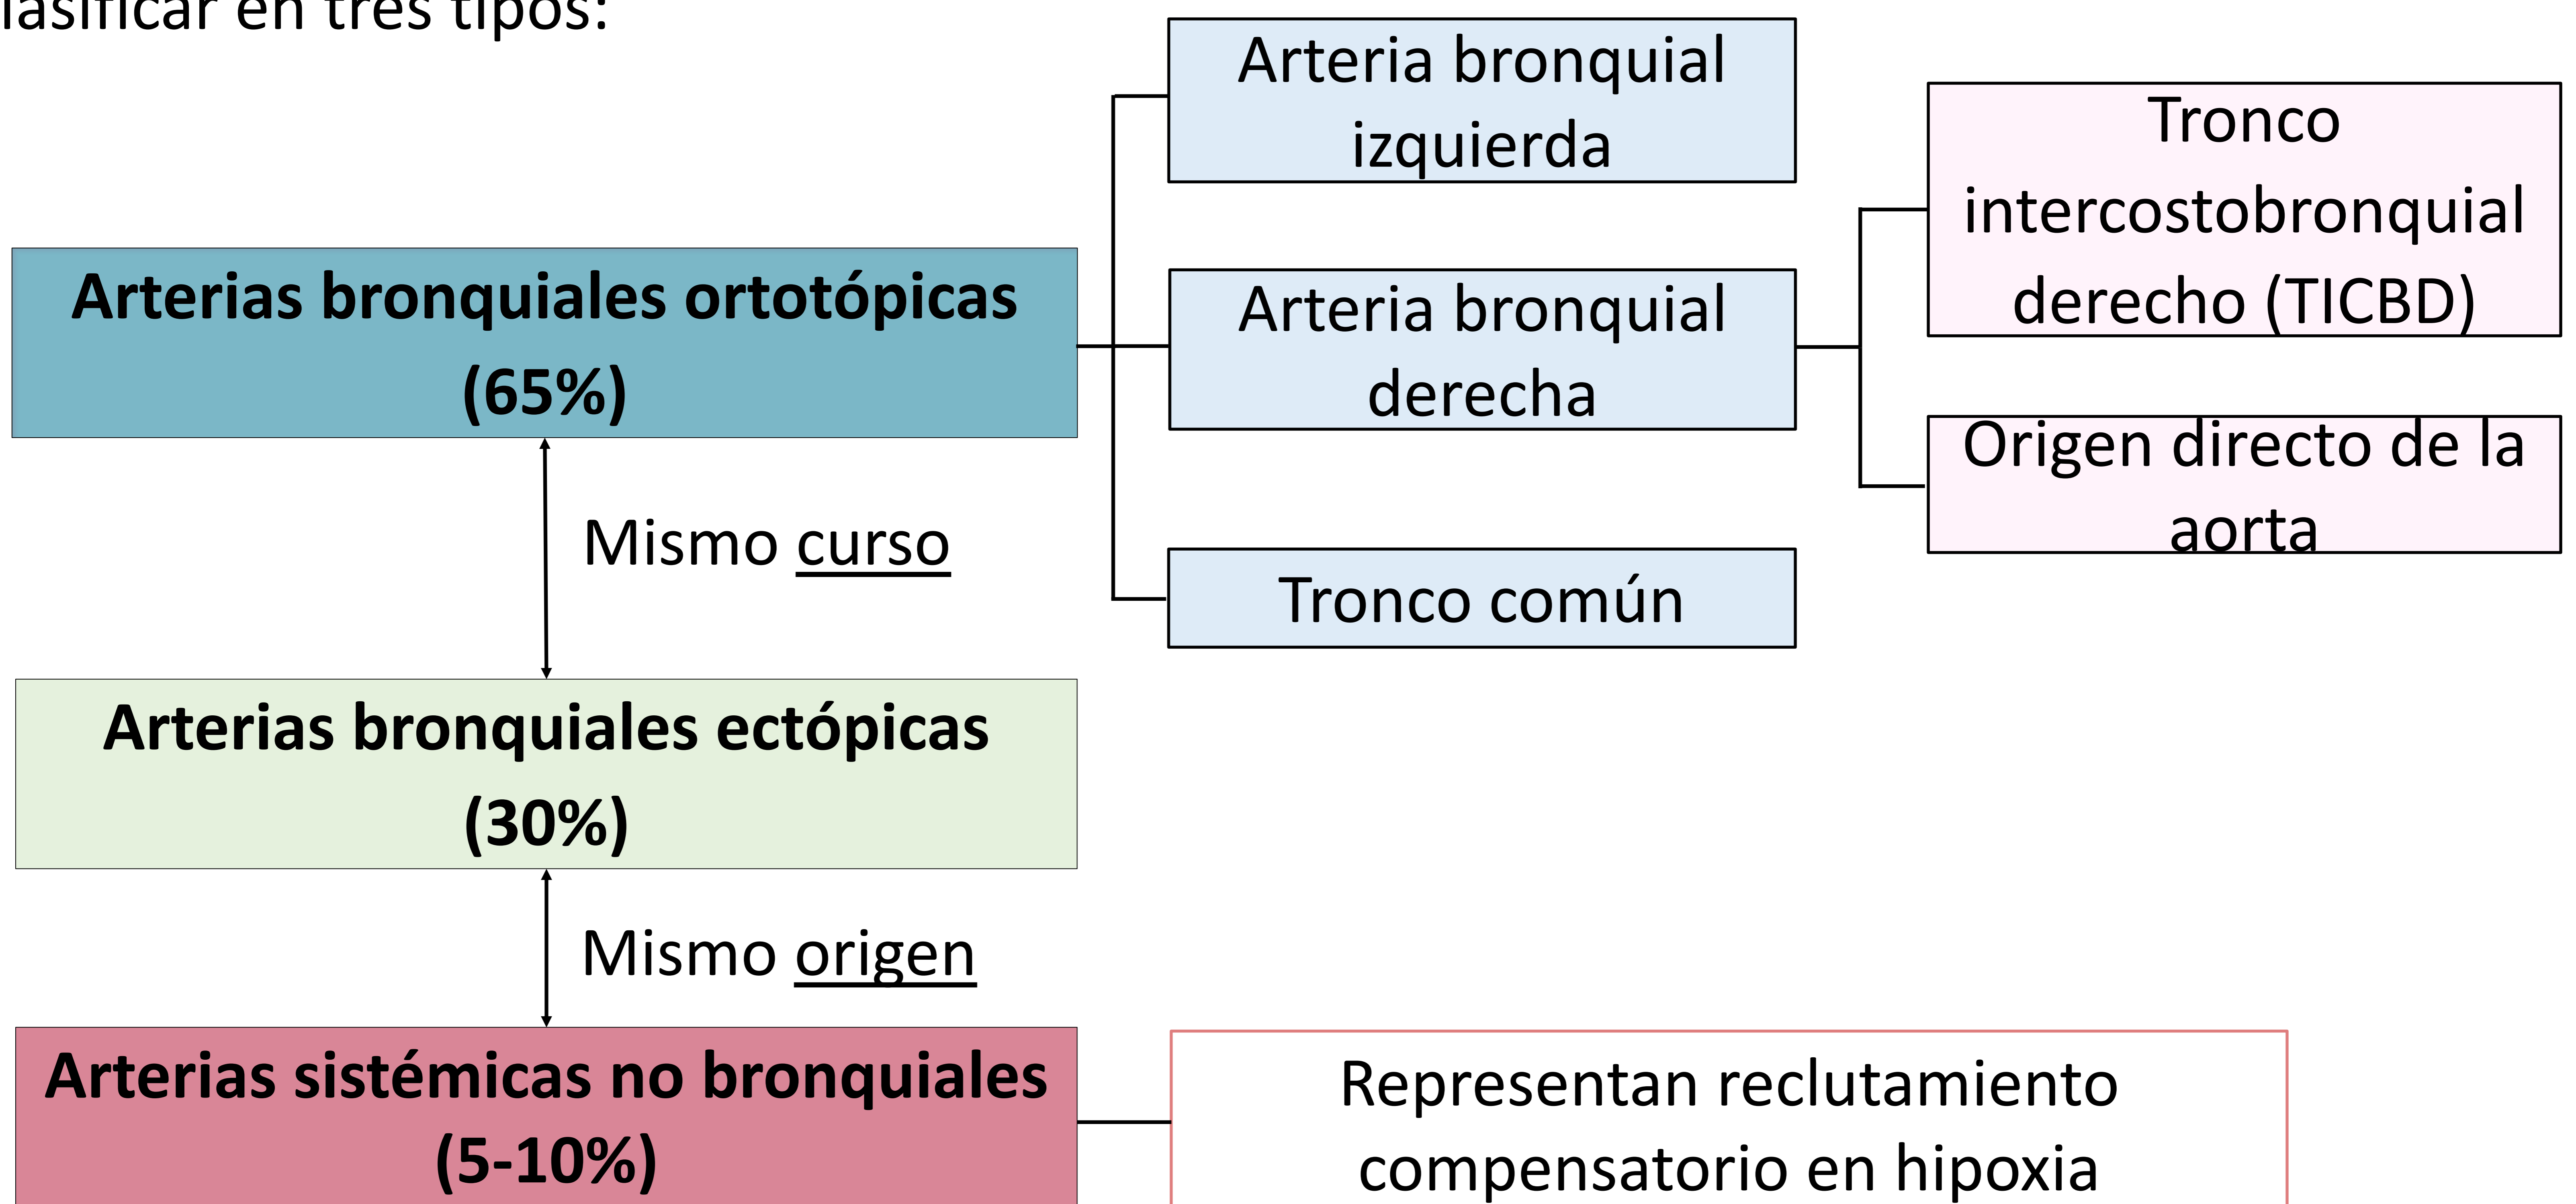 lasificar en tres tipos:
Arteria bronquial
izquierda
Tronco
intercostobronquial
derecho (TICBD)
Arterias bronquiales ortotópicas
(65%)
Arteria bronquial
derecha
Origen directo de la
aorta
Mismo curso
Tronco común
Arterias bronquiales ectópicas
(30%)
Mismo origen
Arterias sistémicas no bronquiales
(5-10%)
Representan reclutamiento
compensatorio en hipoxia